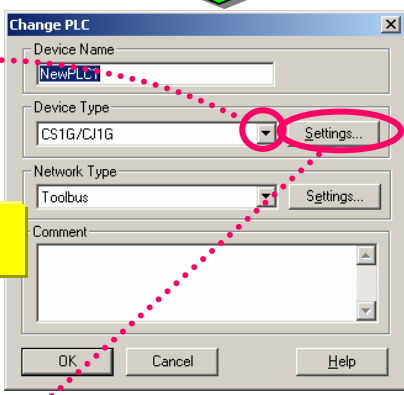 Change PLC
Device Name
NewPLC1
Device Type
CS1G/CJ1G
Settings...
Network Type
Toolbus
Settings...
Comment
OK
Cancel
Help